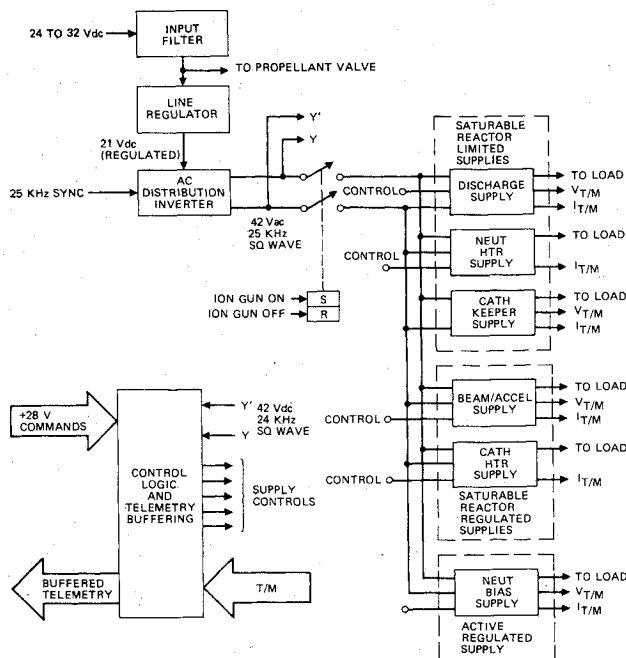 INPUT
FILTER
24 TO 32 Vdc
TO PROPELLANT VALVE
LINE
REGULATOR
21 Vdc
(REGULATED)
Y'
Y
25 KHz SYNC
AC
DISTRIBUTION
INVERTER
42 Vac
25 KHz
SQ WAVE
ION GUN ON
S
ION GUN OFF
R
SATURABLE
REACTOR
LIMITED
SUPPLIES
CONTROL
DISCHARGE
SUPPLY
TO LOAD
VT/M
IT/M
CONTROL
NEUT
HTR
SUPPLY
TO LOAD
IT/M
CATH
KEEPER
SUPPLY
TO LOAD
VT/M
IT/M
BEAM/ACCEL
SUPPLY
CONTROL
TO LOAD
VT/M
IT/M
CATH
HTR
SUPPLY
CONTROL
TO LOAD
IT/M
SATURABLE
REACTOR
REGULATED
SUPPLIES
NEUT
BIAS
SUPPLY
TO LOAD
VT/M
IT/M
ACTIVE
REGULATED
SUPPLY
+28 V
COMMANDS
Y'
Y
42 Vdc
24 KHz
SQ WAVE
CONTROL
LOGIC
AND
TELEMETRY
BUFFERING
SUPPLY
CONTROLS
BUFFERED
TELEMETRY
T/M